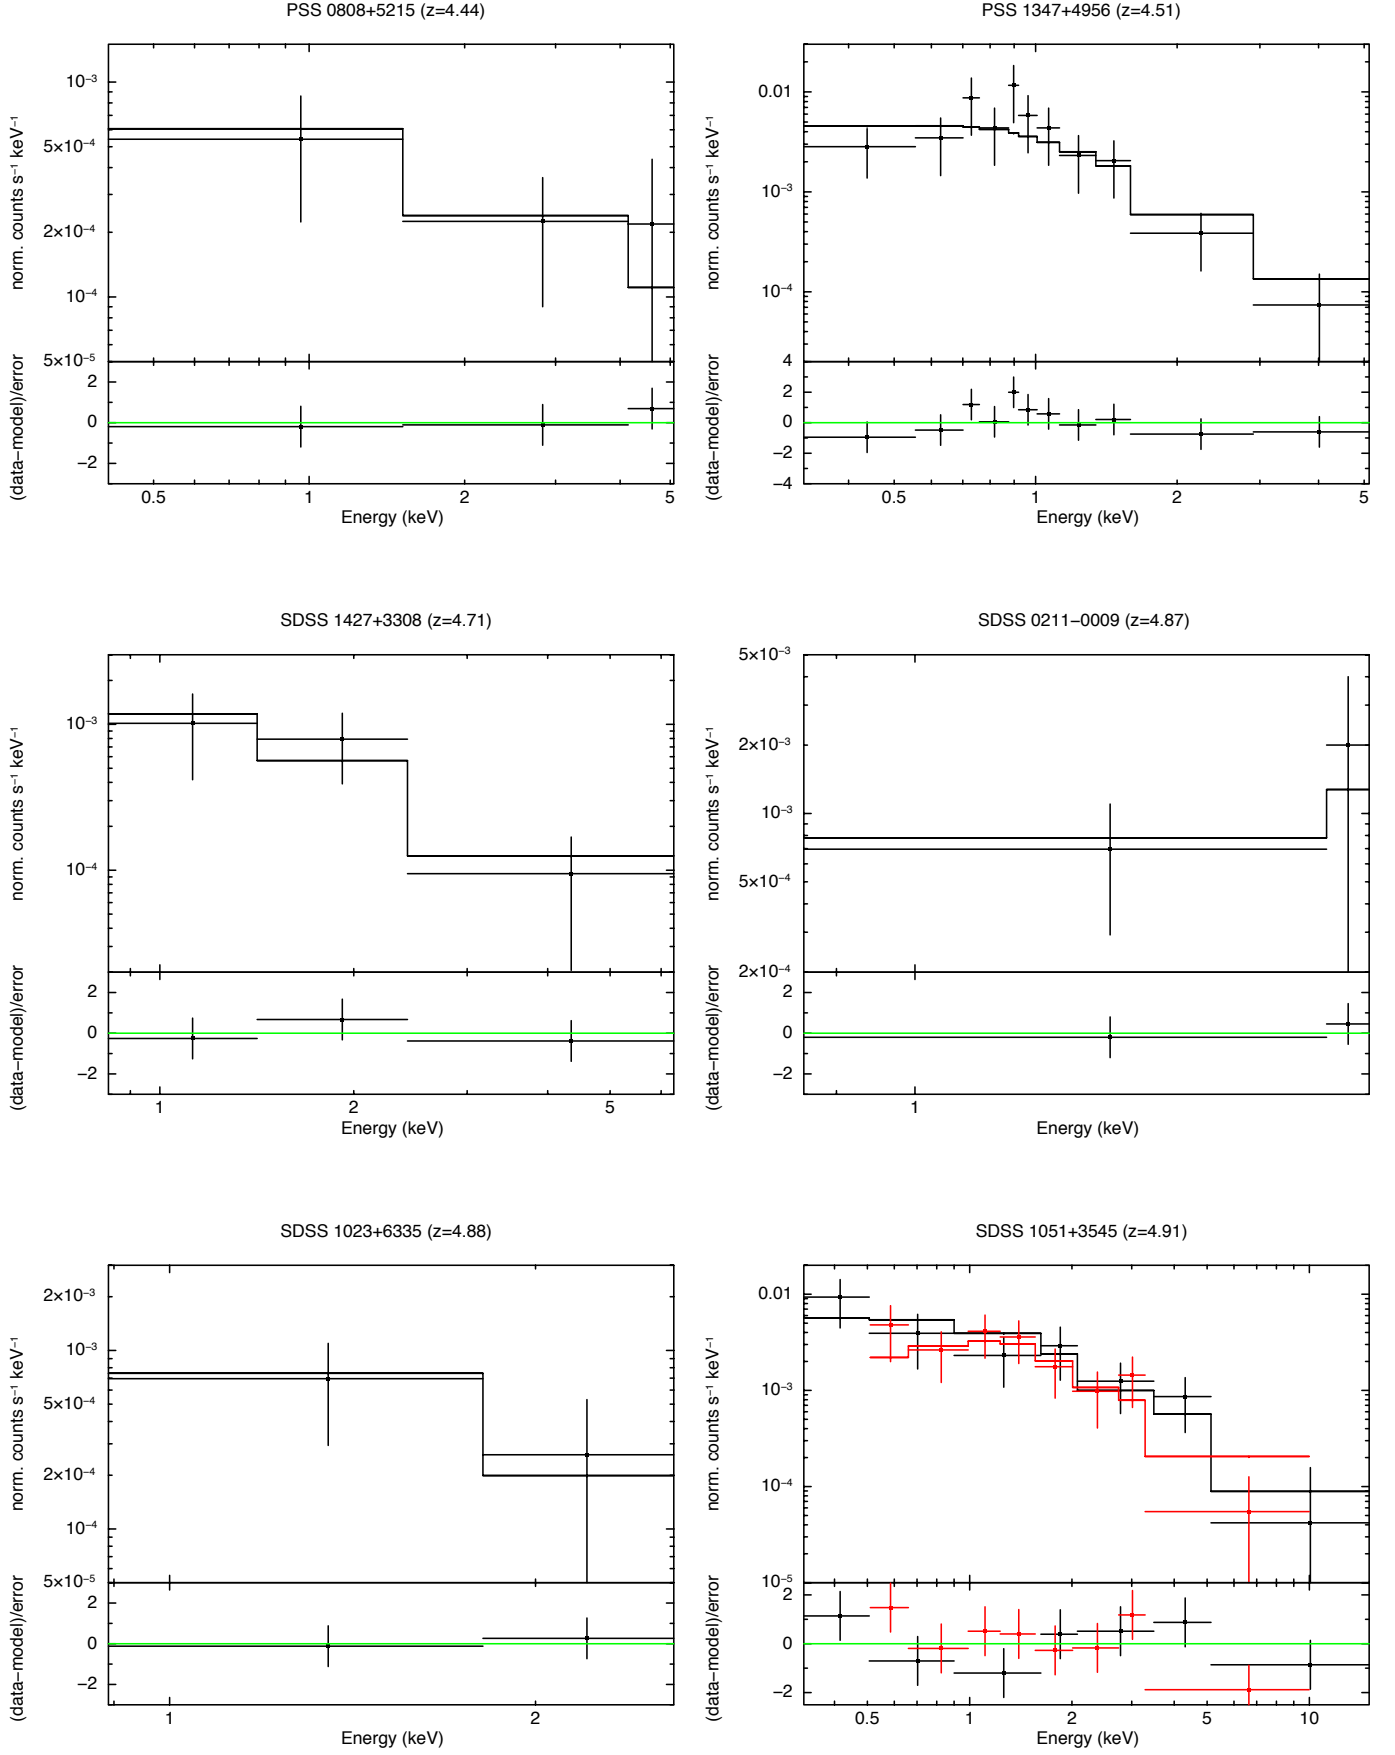 PSS 0808+5215 (z=4.44)
norm. counts s⁻¹ keV⁻¹
10⁻³
5×10⁻⁴
2×10⁻⁴
10⁻⁴
5×10⁻⁵
(data−model)/error
2
0
−2
0.5 1 2 5
Energy (keV)
PSS 1347+4956 (z=4.51)
norm. counts s⁻¹ keV⁻¹
0.01
10⁻³
10⁻⁴
(data−model)/error
4
2
0
−2
−4
0.5 1 2 5
Energy (keV)
SDSS 1427+3308 (z=4.71)
norm. counts s⁻¹ keV⁻¹
10⁻³
10⁻⁴
(data−model)/error
2
0
−2
1 2 5
Energy (keV)
SDSS 0211−0009 (z=4.87)
norm. counts s⁻¹ keV⁻¹
5×10⁻³
2×10⁻³
10⁻³
5×10⁻⁴
2×10⁻⁴
(data−model)/error
2
0
−2
1
Energy (keV)
SDSS 1023+6335 (z=4.88)
norm. counts s⁻¹ keV⁻¹
2×10⁻³
10⁻³
5×10⁻⁴
2×10⁻⁴
10⁻⁴
5×10⁻⁵
(data−model)/error
2
0
−2
1 2
Energy (keV)
SDSS 1051+3545 (z=4.91)
norm. counts s⁻¹ keV⁻¹
0.01
10⁻³
10⁻⁴
10⁻⁵
(data−model)/error
2
0
−2
0.5 1 2 5 10
Energy (keV)